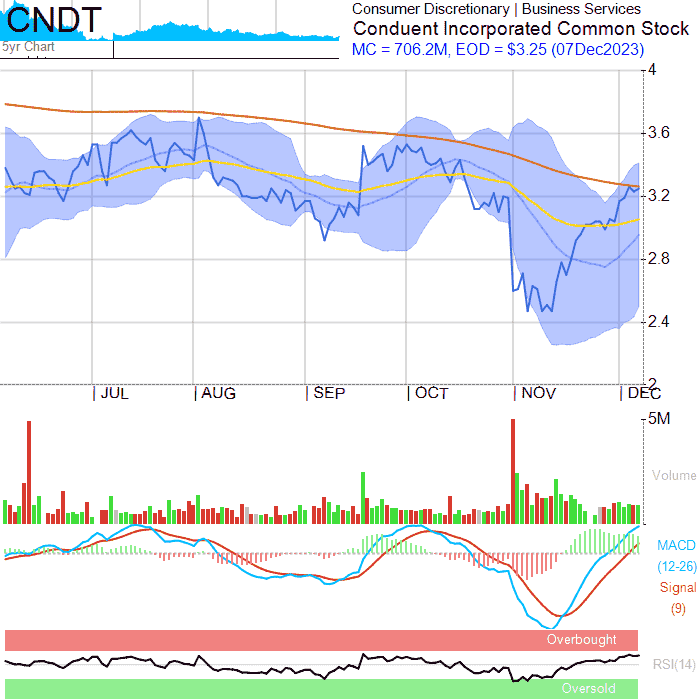 CNDT
5yr Chart
Consumer Discretionary | Business Services
Conduent Incorporated Common Stock
MC = 706.2M, EOD = $3.25 (07Dec2023)
4
3.6
3.2
2.8
2.4
2
JUL AUG SEP OCT NOV DEC
5M
Volume
MACD
(12-26)
Signal
(9)
Overbought
RSI(14)
Oversold